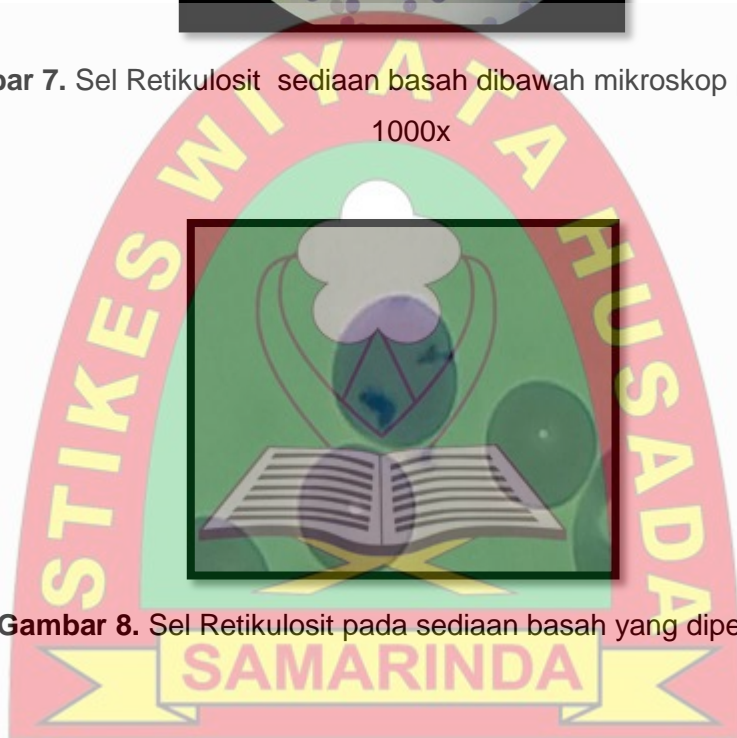 bar 7. Sel Retikulosit sediaan basah dibawah mikroskop
1000x
STIKES WIYATA HUSADA
Gambar 8. Sel Retikulosit pada sediaan basah yang dipe
SAMARINDA